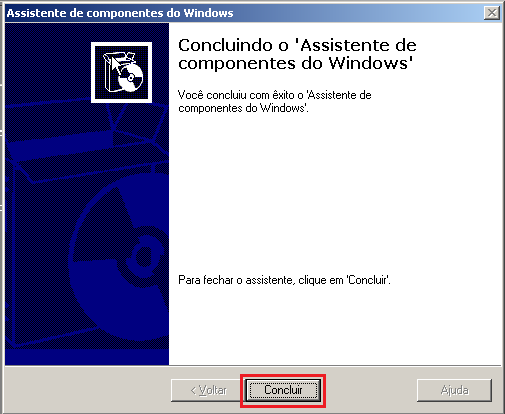 Assistente de componentes do Windows
Concluindo o 'Assistente de
componentes do Windows'
Você concluiu com êxito o 'Assistente de
componentes do Windows'.
Para fechar o assistente, clique em 'Concluir'.
< Voltar
Concluir
Ajuda